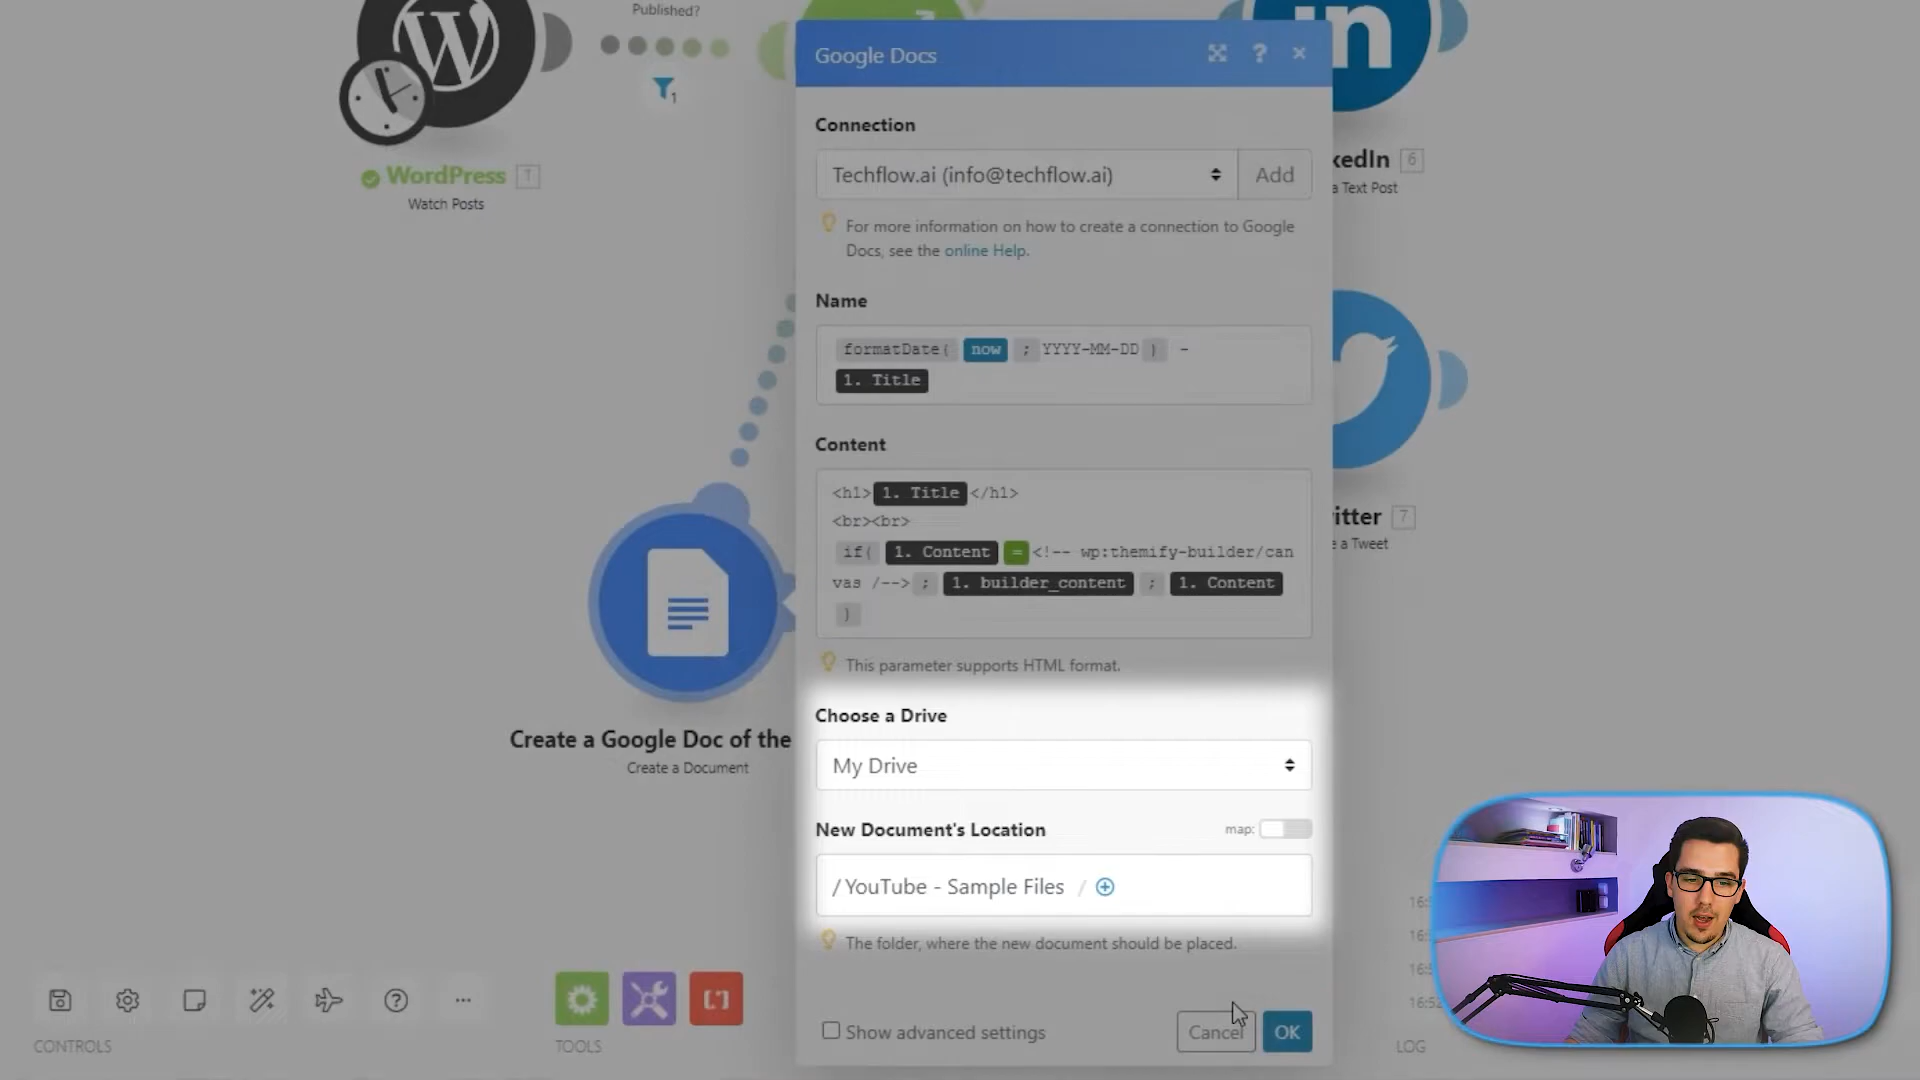 Published?
1
WordPress T
Watch Posts
Google Docs
Connection
Techflow.ai (info@techflow.ai)
Add
For more information on how to create a connection to Google
Docs, see the online Help.
Name
formatDate( now ; YYYY-MM-DD ) -
1. Title
Content
<h1> 1. Title </h1>
<br><br>
if( 1. Content = <!-- wp:themify-builder/can
vas /--> ; 1. builder_content ; 1. Content
)
This parameter supports HTML format.
Choose a Drive
My Drive
New Document's Location
map:
/ YouTube - Sample Files /
The folder, where the new document should be placed.
Show advanced settings
Cancel
OK
in
kedIn 6
a Text Post
itter 7
e a Tweet
Create a Google Doc of the
Create a Document
CONTROLS
TOOLS
LOG